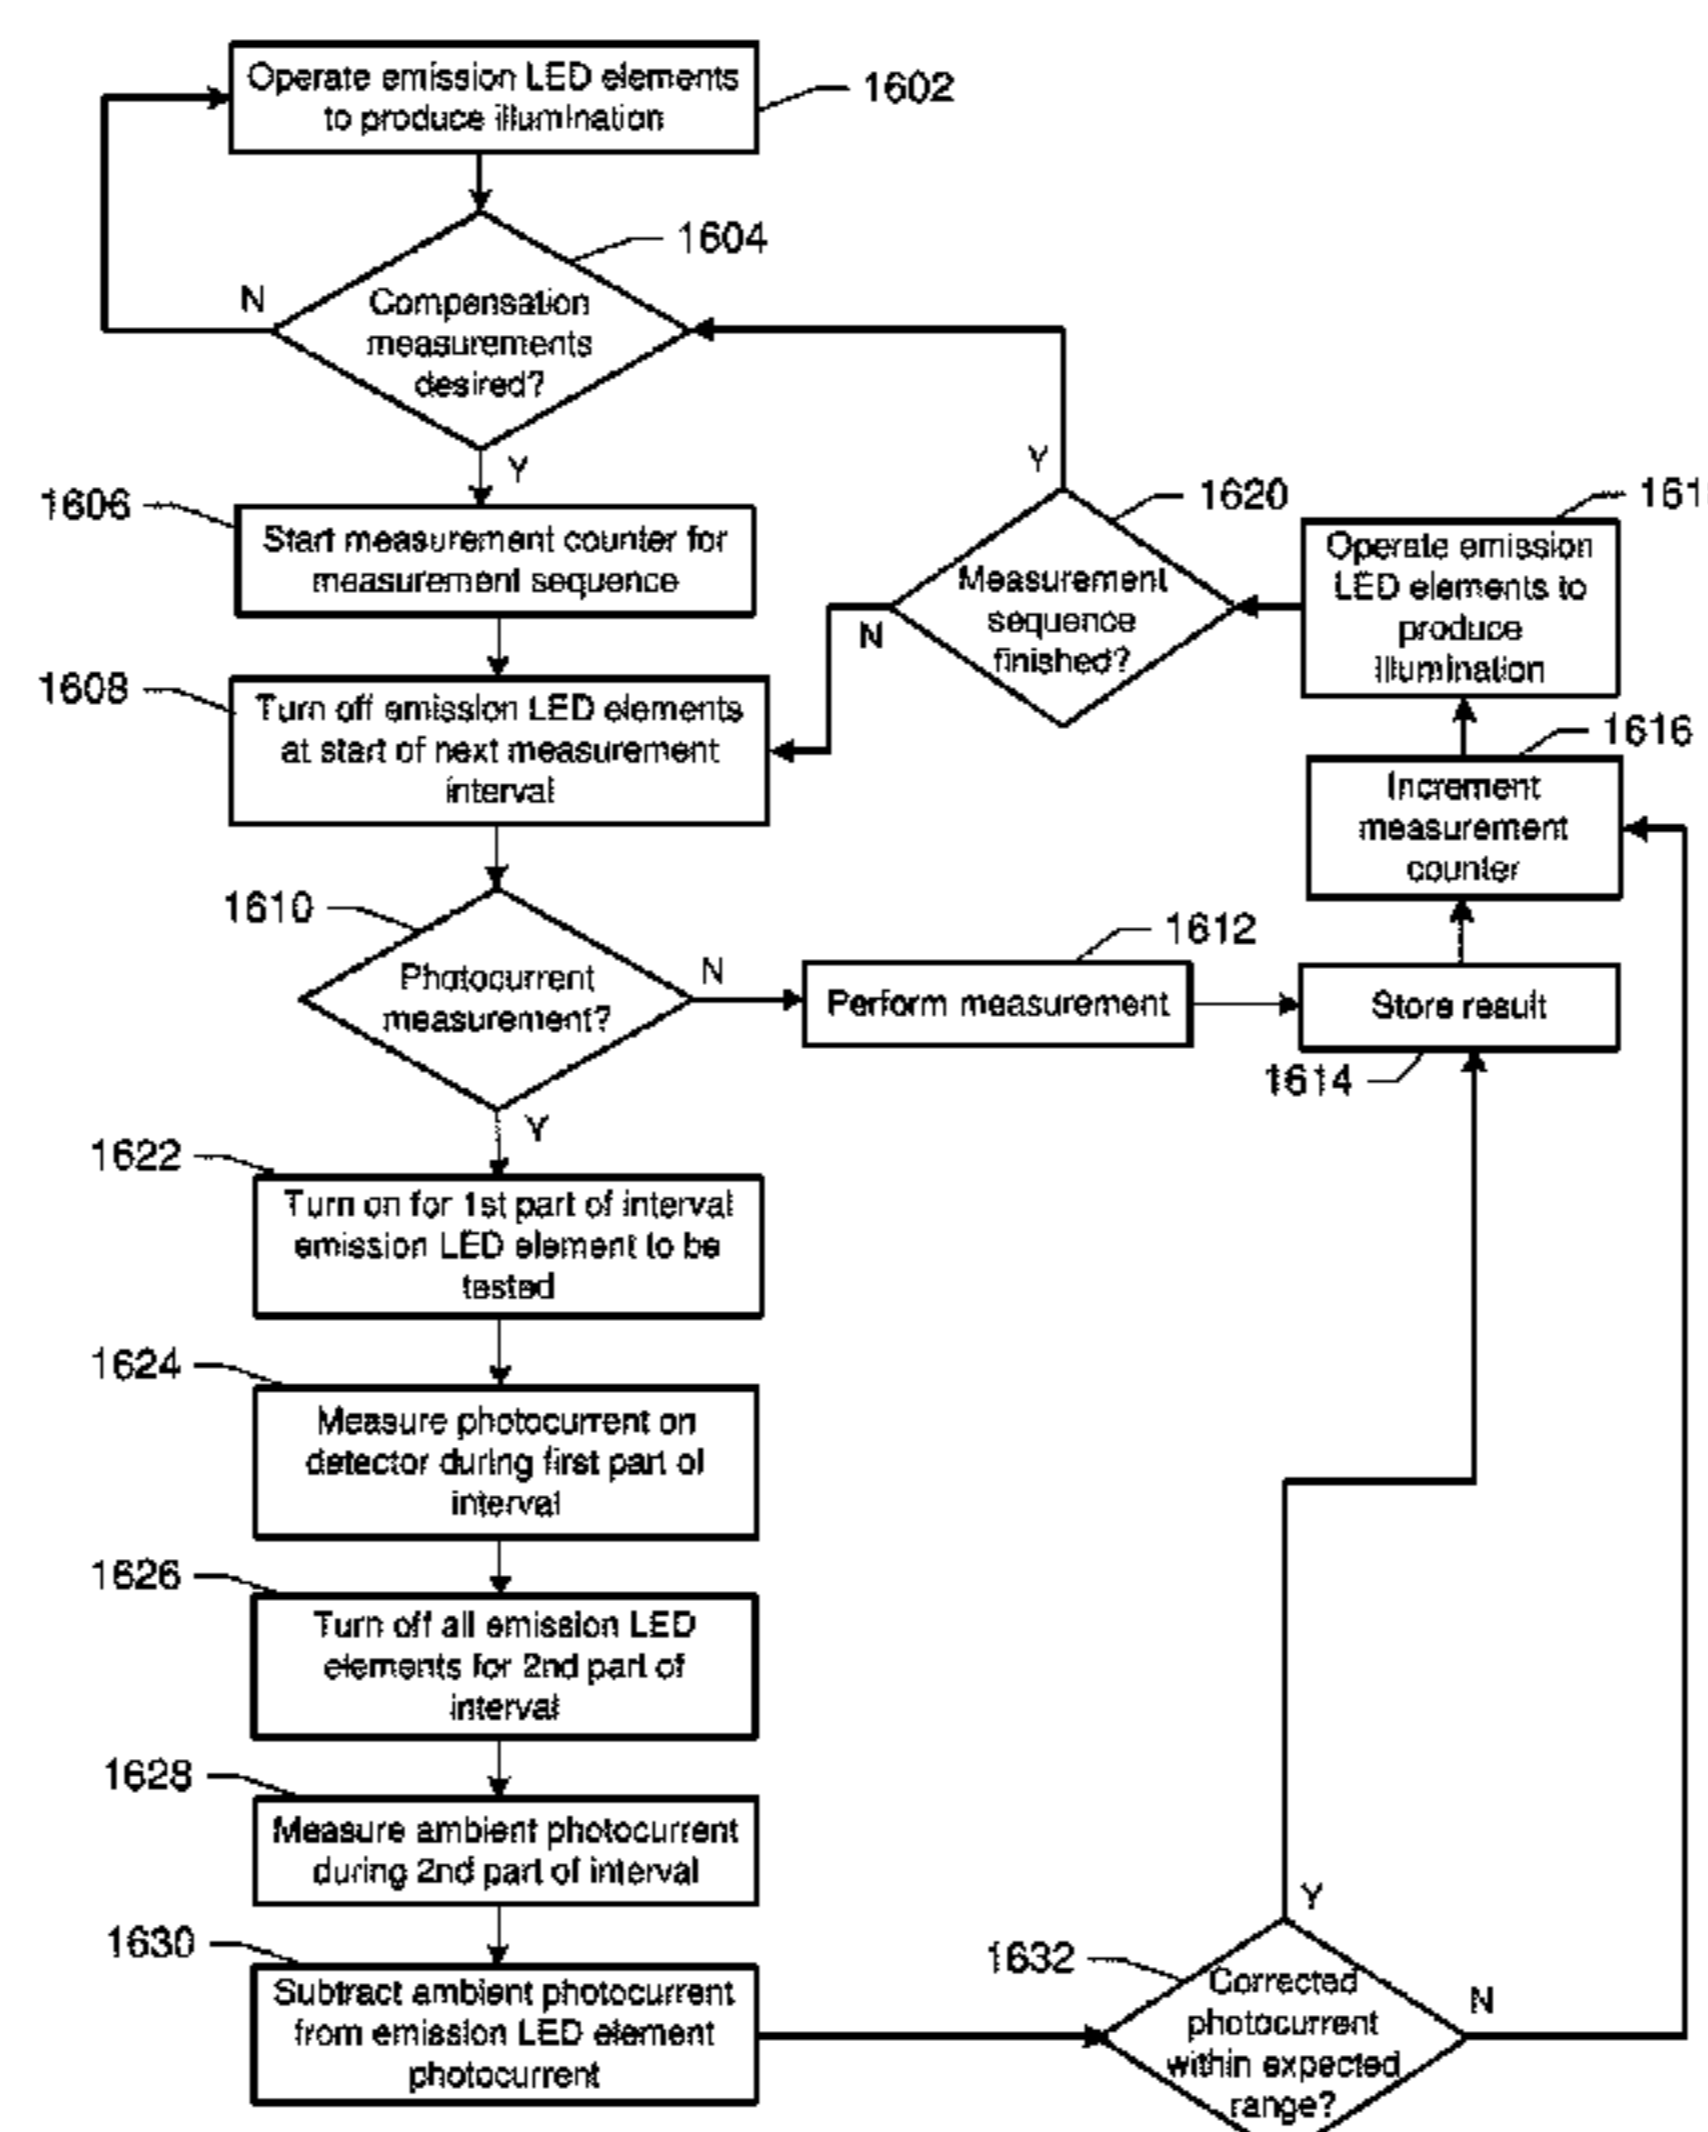 Operate emission LED elements
to produce illumination
1602
1604
N
Compensation
measurements
desired?
Y
1606
Start measurement counter for
measurement sequence
Y
1620
161
Measurement
sequence
finished?
N
Operate emission
LED elements to
produce
illumination
1608
Turn off emission LED elements
at start of next measurement
interval
1616
Increment
measurement
counter
1610
Photocurrent
measurement?
N
1612
Perform measurement
Store result
1614
Y
1622
Turn on for 1st part of interval
emission LED element to be
tested
1624
Measure photocurrent on
detector during first part of
interval
1626
Turn off all emission LED
elements for 2nd part of
interval
1628
Measure ambient photocurrent
during 2nd part of interval
1630
Subtract ambient photocurrent
from emission LED element
photocurrent
Y
1632
Corrected
photocurrent
within expected
range?
N